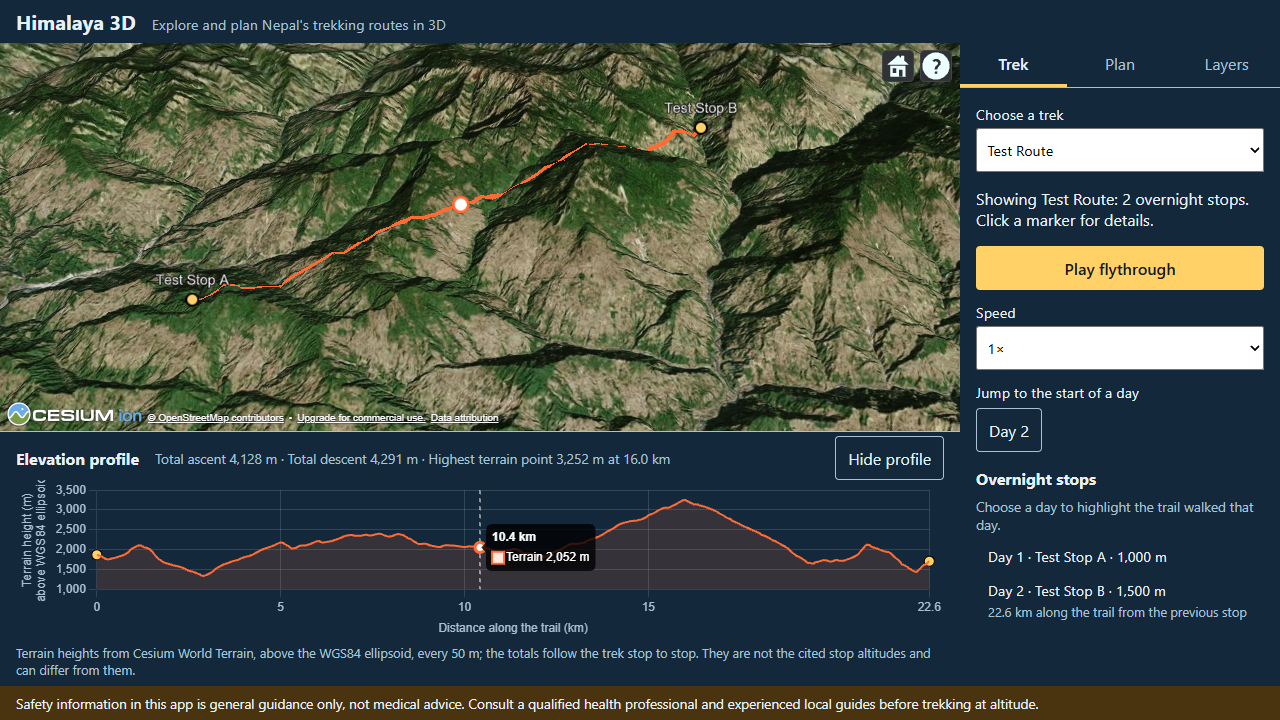 Himalaya 3D Explore and plan Nepal's trekking routes in 3D
?
Test Stop B
Test Stop A
CESIUM ion © OpenStreetMap contributors • Upgrade for commercial use. Data attribution
Trek Plan Layers
Choose a trek
Test Route
Showing Test Route: 2 overnight stops.
Click a marker for details.
Play flythrough
Speed
1×
Jump to the start of a day
Day 2
Overnight stops
Choose a day to highlight the trail walked that
day.
Day 1 · Test Stop A · 1,000 m
Day 2 · Test Stop B · 1,500 m
22.6 km along the trail from the previous stop
Elevation profile Total ascent 4,128 m · Total descent 4,291 m · Highest terrain point 3,252 m at 16.0 km Hide profile
Terrain height (m)
above WGS84 ellipsoid
3,500
3,000
2,500
2,000
1,500
1,000
10.4 km
Terrain 2,052 m
0 5 10 15 22.6
Distance along the trail (km)
Terrain heights from Cesium World Terrain, above the WGS84 ellipsoid, every 50 m; the totals follow the trek stop to stop. They are not the cited stop altitudes and
can differ from them.
Safety information in this app is general guidance only, not medical advice. Consult a qualified health professional and experienced local guides before trekking at altitude.